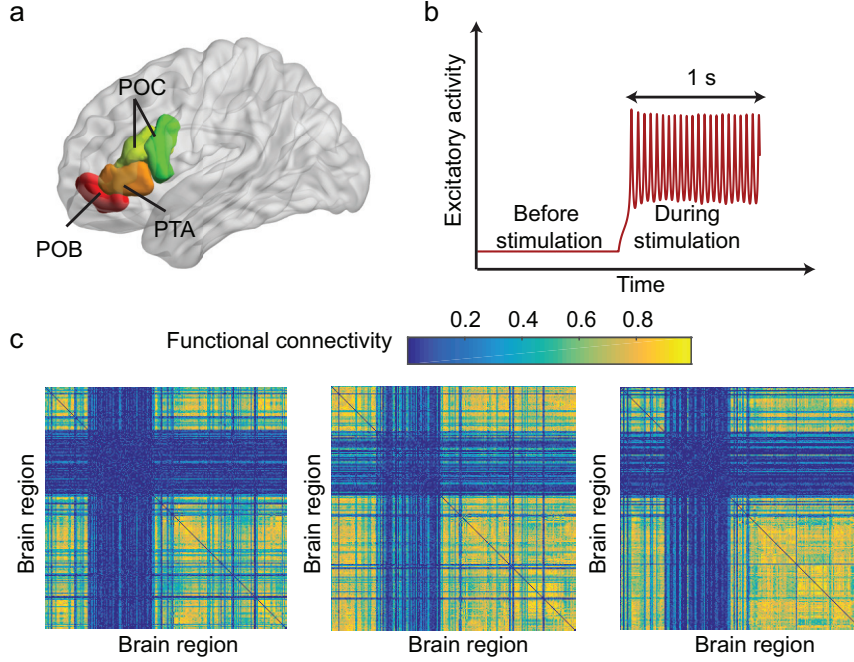 a
POC
PTA
POB
b
Excitatory activity
1 s
Before
stimulation
During
stimulation
Time
c
Functional connectivity
0.2
0.4
0.6
0.8
Brain region
Brain region
Brain region
Brain region
Brain region
Brain region